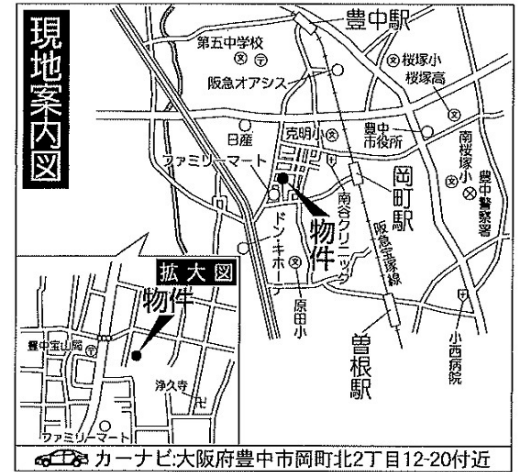 現地案内図
豊中駅
第五中学校
阪急オアシス
桜塚小
桜塚高
日産
克明小
豊中
市役所
ファミリーマート
南桜塚小
豊中警察署
岡町駅
物件
南谷クリニック
ドン・キホーテ
阪急宝塚線
原田小
曽根駅
小西病院
拡大図
物件
浄久寺
ファミリーマート
カーナビ:大阪府豊中市岡町北2丁目12-20付近